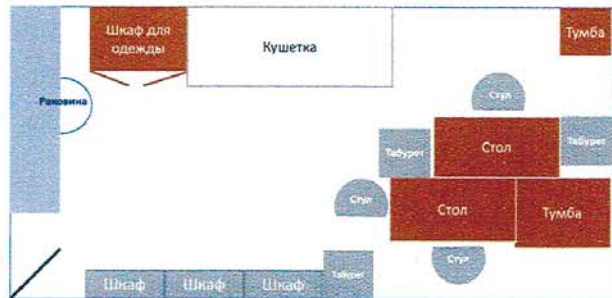 Шкаф для
одежды
Кушетка
Тумба
Раковина
Стул
Табурет
Стол
Табурет
Стул
Стол
Тумба
Стул
Табурет
Шкаф
Шкаф
Шкаф